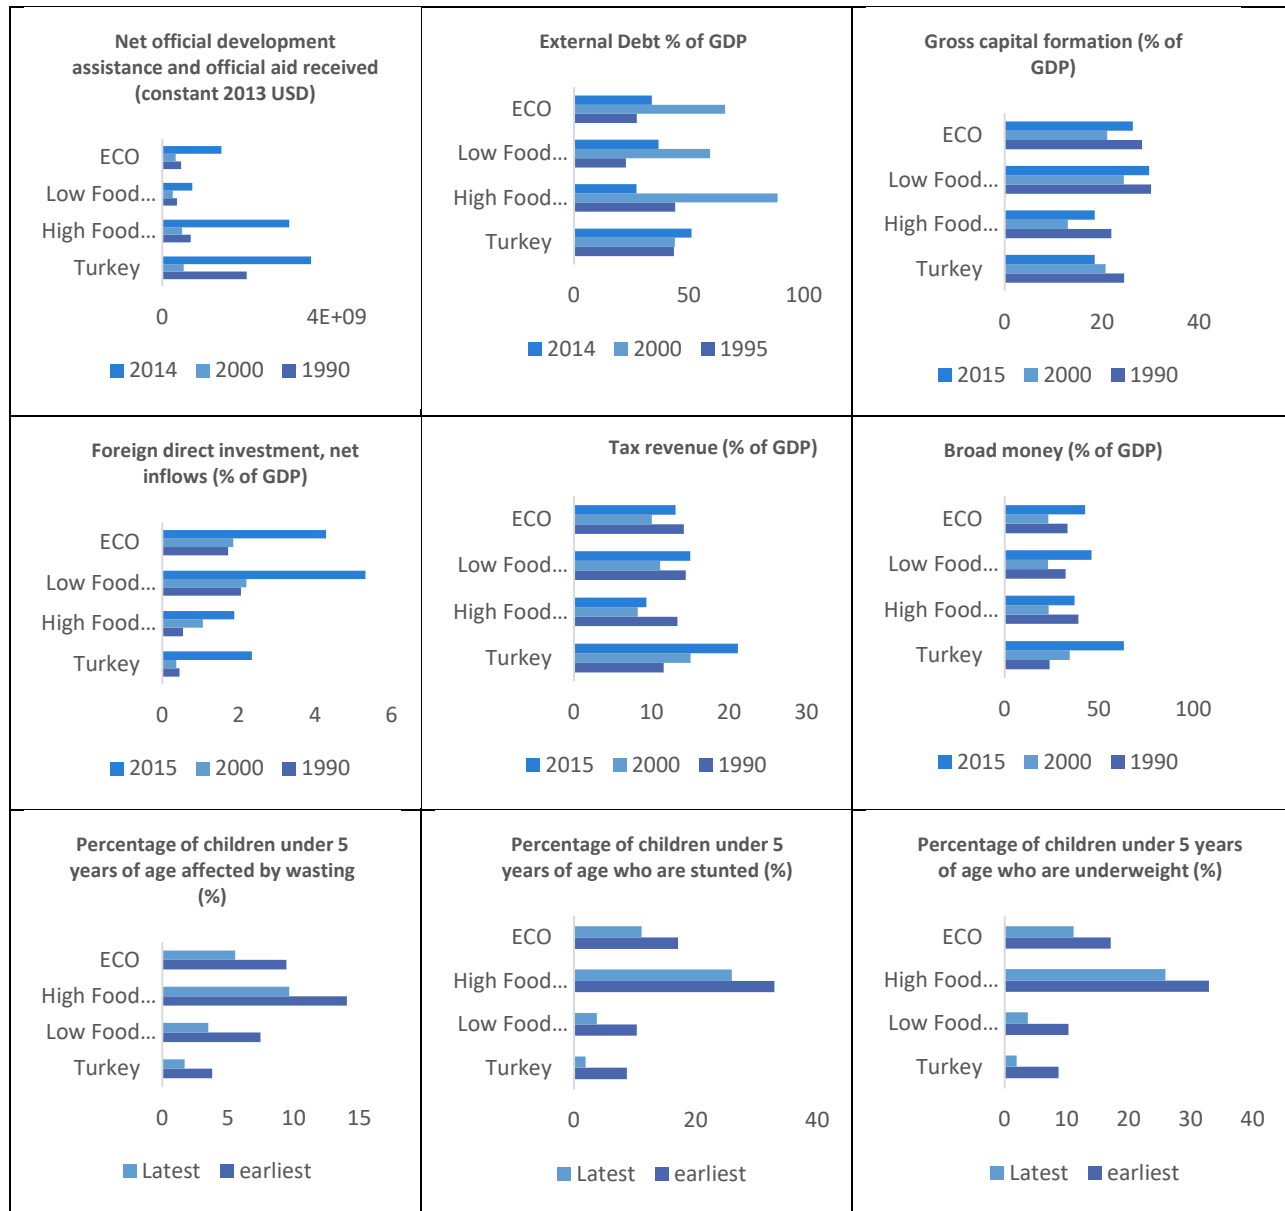 Net official development
assistance and official aid received
(constant 2013 USD)
ECO
Low Food...
High Food...
Turkey
0 4E+09
2014 2000 1990
External Debt % of GDP
ECO
Low Food...
High Food...
Turkey
0 50 100
2014 2000 1995
Gross capital formation (% of
GDP)
ECO
Low Food...
High Food...
Turkey
0 20 40
2015 2000 1990
Foreign direct investment, net
inflows (% of GDP)
ECO
Low Food...
High Food...
Turkey
0 2 4 6
2015 2000 1990
Tax revenue (% of GDP)
ECO
Low Food...
High Food...
Turkey
0 10 20 30
2015 2000 1990
Broad money (% of GDP)
ECO
Low Food...
High Food...
Turkey
0 50 100
2015 2000 1990
Percentage of children under 5
years of age affected by wasting
(%)
ECO
High Food...
Low Food...
Turkey
0 5 10 15
Latest earliest
Percentage of children under 5
years of age who are stunted (%)
ECO
High Food...
Low Food...
Turkey
0 20 40
Latest earliest
Percentage of children under 5 years
of age who are underweight (%)
ECO
High Food...
Low Food...
Turkey
0 10 20 30 40
Latest earliest